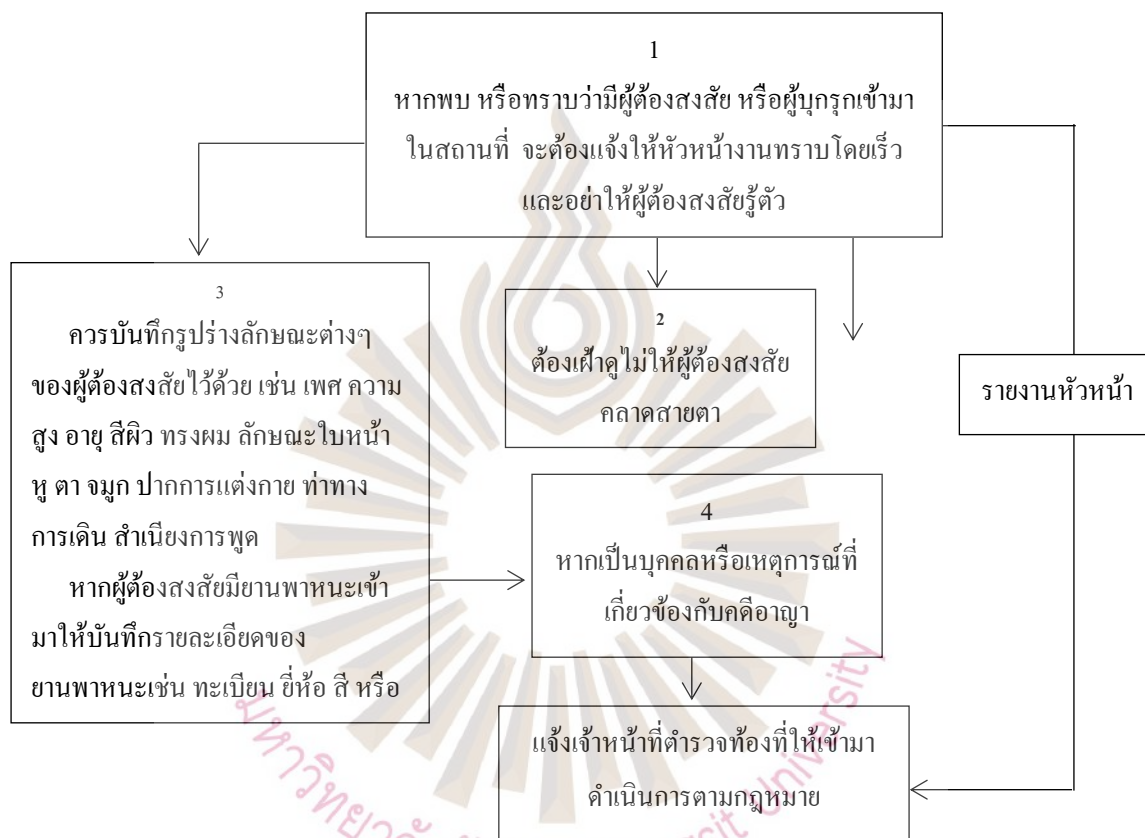 1
หากพบ หรือทราบว่ามีผู้ต้องสงสัย หรือผู้บุกรุกเข้ามา
ในสถานที่ จะต้องแจ้งให้หัวหน้างานทราบโดยเร็ว
และอย่าให้ผู้ต้องสงสัยรู้ตัว
2
ต้องเฝ้าดูไม่ให้ผู้ต้องสงสัย
คลาดสายตา
รายงานหัวหน้า
3
ควรบันทึกรูปร่างลักษณะต่างๆ
ของผู้ต้องสงสัยไว้ด้วย เช่น เพศ ความ
สูง อายุ สีผิว ทรงผม ลักษณะใบหน้า
หู ตา จมูก ปากการแต่งกาย ท่าทาง
การเดิน สำเนียงการพูด
หากผู้ต้องสงสัยมียานพาหนะเข้า
มาให้บันทึกรายละเอียดของ
ยานพาหนะเช่น ทะเบียน ยี่ห้อ สี หรือ
4
หากเป็นบุคคลหรือเหตุการณ์ที่
เกี่ยวข้องกับคดีอาญา
แจ้งเจ้าหน้าที่ตำรวจท้องที่ให้เข้ามา
ดำเนินการตามกฎหมาย
University